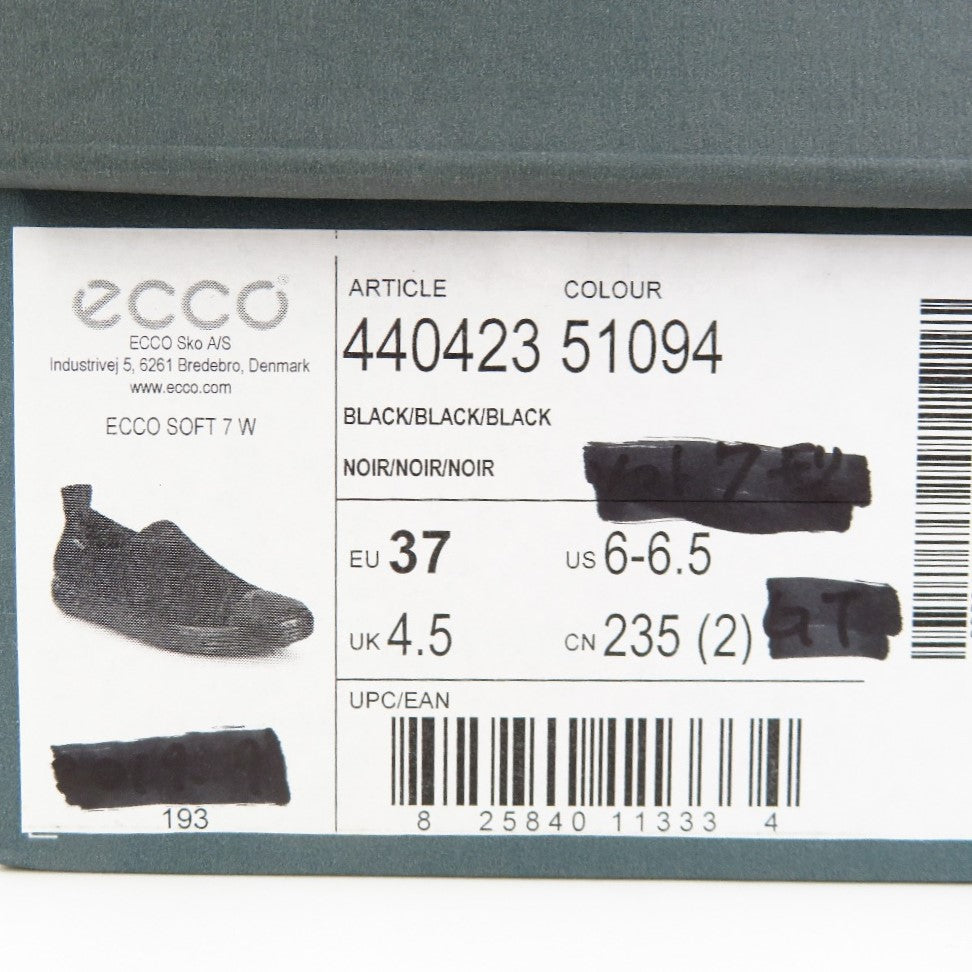 ecco®
ECCO Sko A/S
Industrivej 5, 6261 Bredebro, Denmark
www.ecco.com
ECCO SOFT 7 W
193
ARTICLE COLOUR
440423 51094
BLACK/BLACK/BLACK
NOIR/NOIR/NOIR
EU 37 US 6-6.5
UK 4.5 CN 235 (2) GT
UPC/EAN
8 25840 11333 4